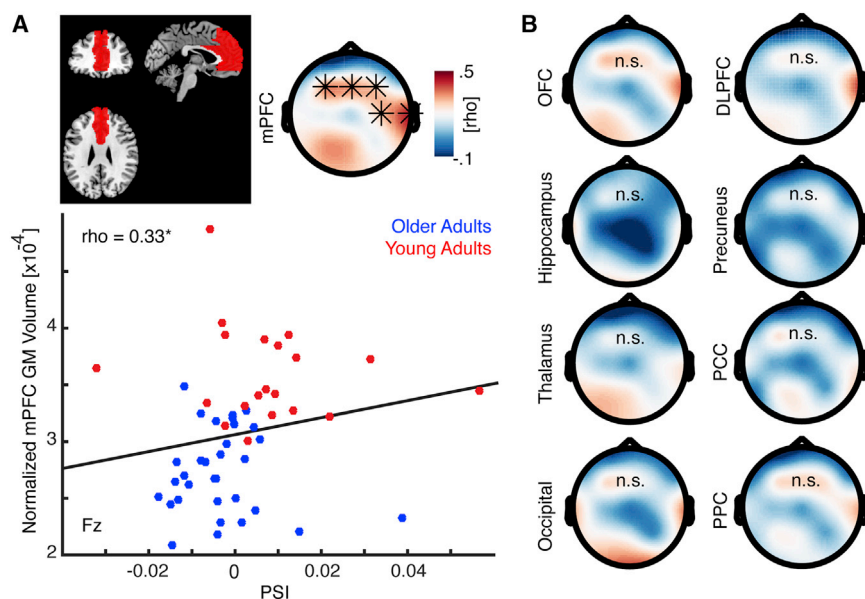 A
mPFC
.5
[rho]
-.1
rho = 0.33*
Older Adults
Young Adults
Normalized mPFC GM Volume [x10-4]
4
3
2
Fz
-0.02
0
0.02
0.04
PSI
B
OFC
n.s.
DLPFC
n.s.
Hippocampus
n.s.
Precuneus
n.s.
Thalamus
n.s.
PCC
n.s.
Occipital
n.s.
PPC
n.s.